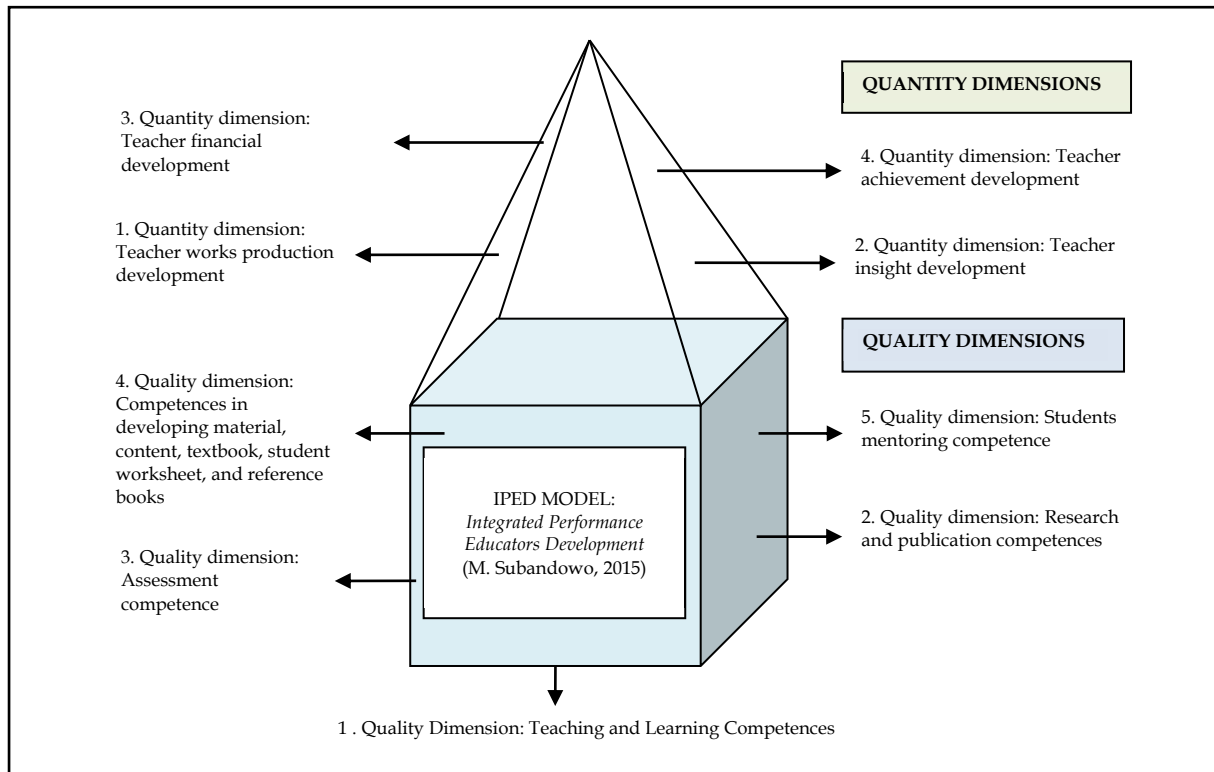 QUANTITY DIMENSIONS
3. Quantity dimension:
Teacher financial
development
4. Quantity dimension: Teacher
achievement development
1. Quantity dimension:
Teacher works production
development
2. Quantity dimension: Teacher
insight development
QUALITY DIMENSIONS
4. Quality dimension:
Competences in
developing material,
content, textbook, student
worksheet, and reference
books
5. Quality dimension: Students
mentoring competence
IPED MODEL:
Integrated Performance
Educators Development
(M. Subandowo, 2015)
2. Quality dimension: Research
and publication competences
3. Quality dimension:
Assessment
competence
1 . Quality Dimension: Teaching and Learning Competences